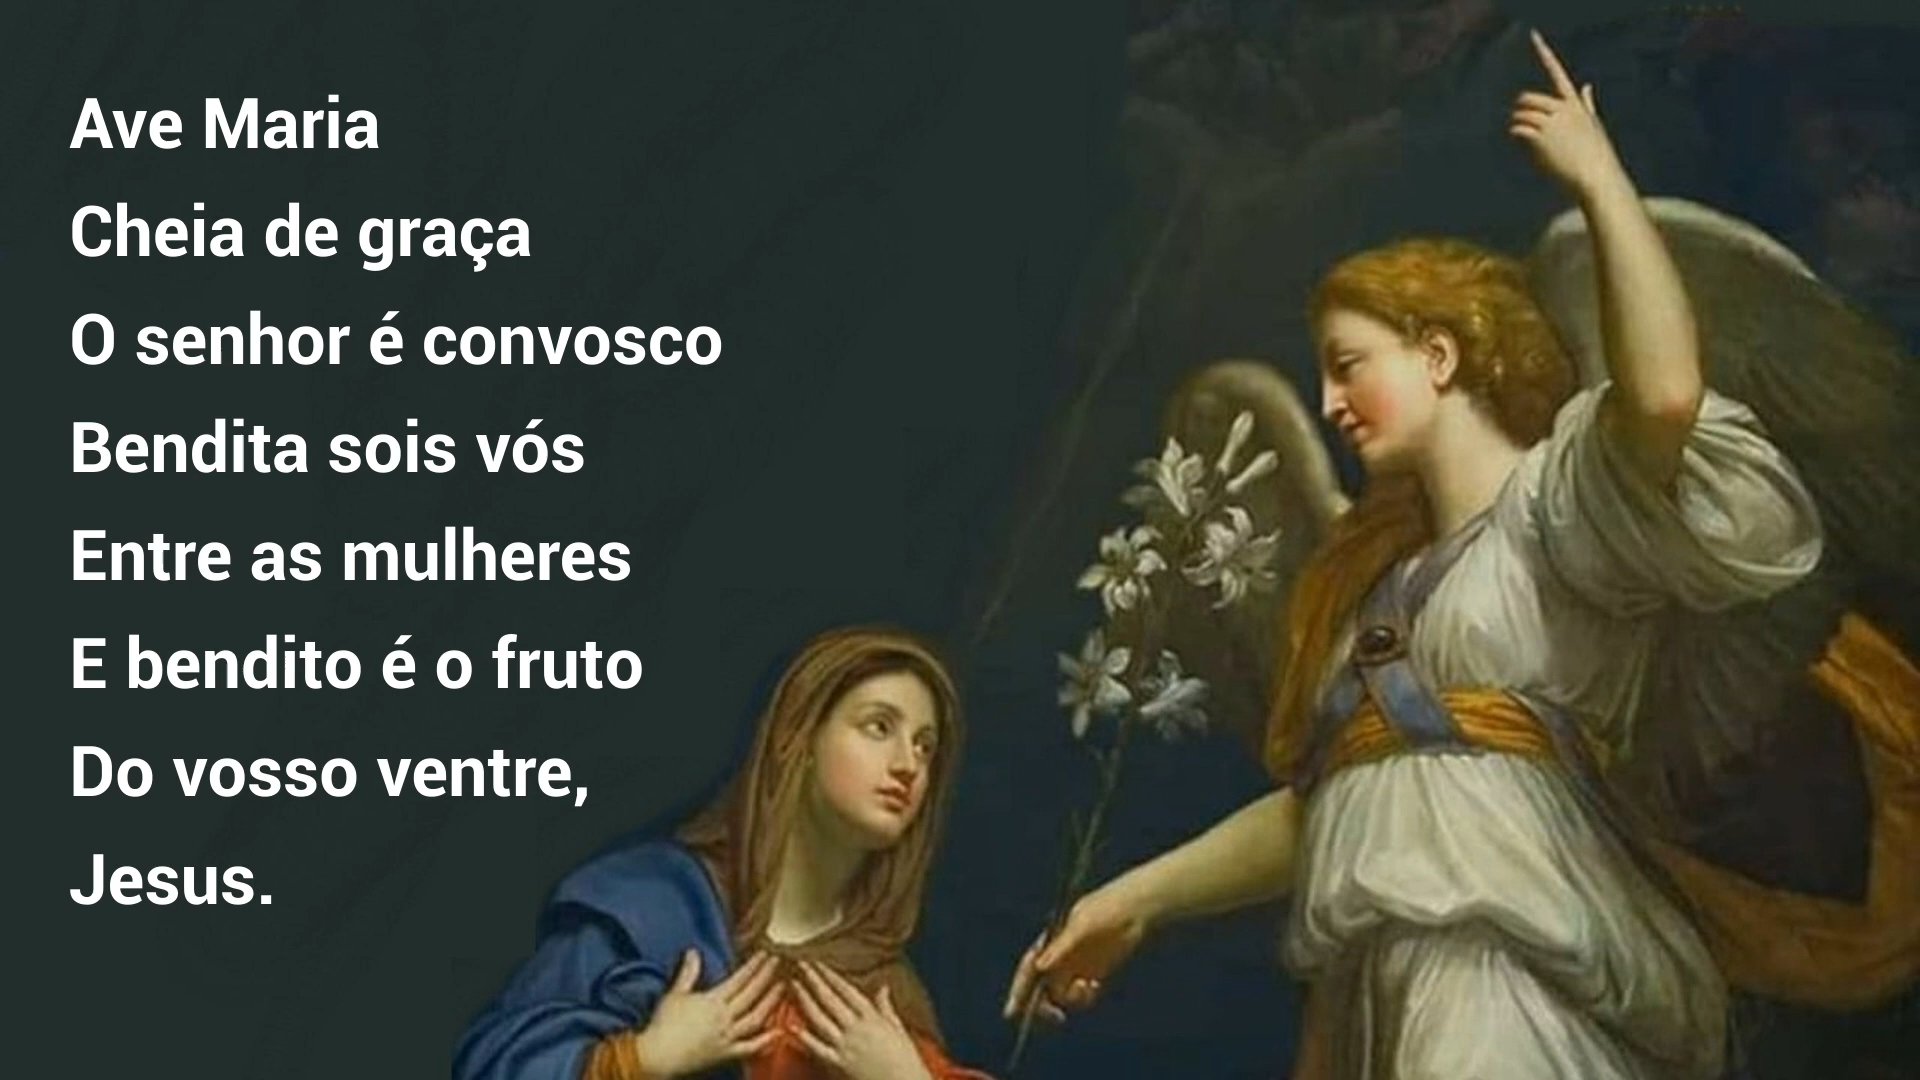 Ave Maria
Cheia de graça
O senhor é convosco
Bendita sois vós
Entre as mulheres
E bendito é o fruto
Do vosso ventre,
Jesus.